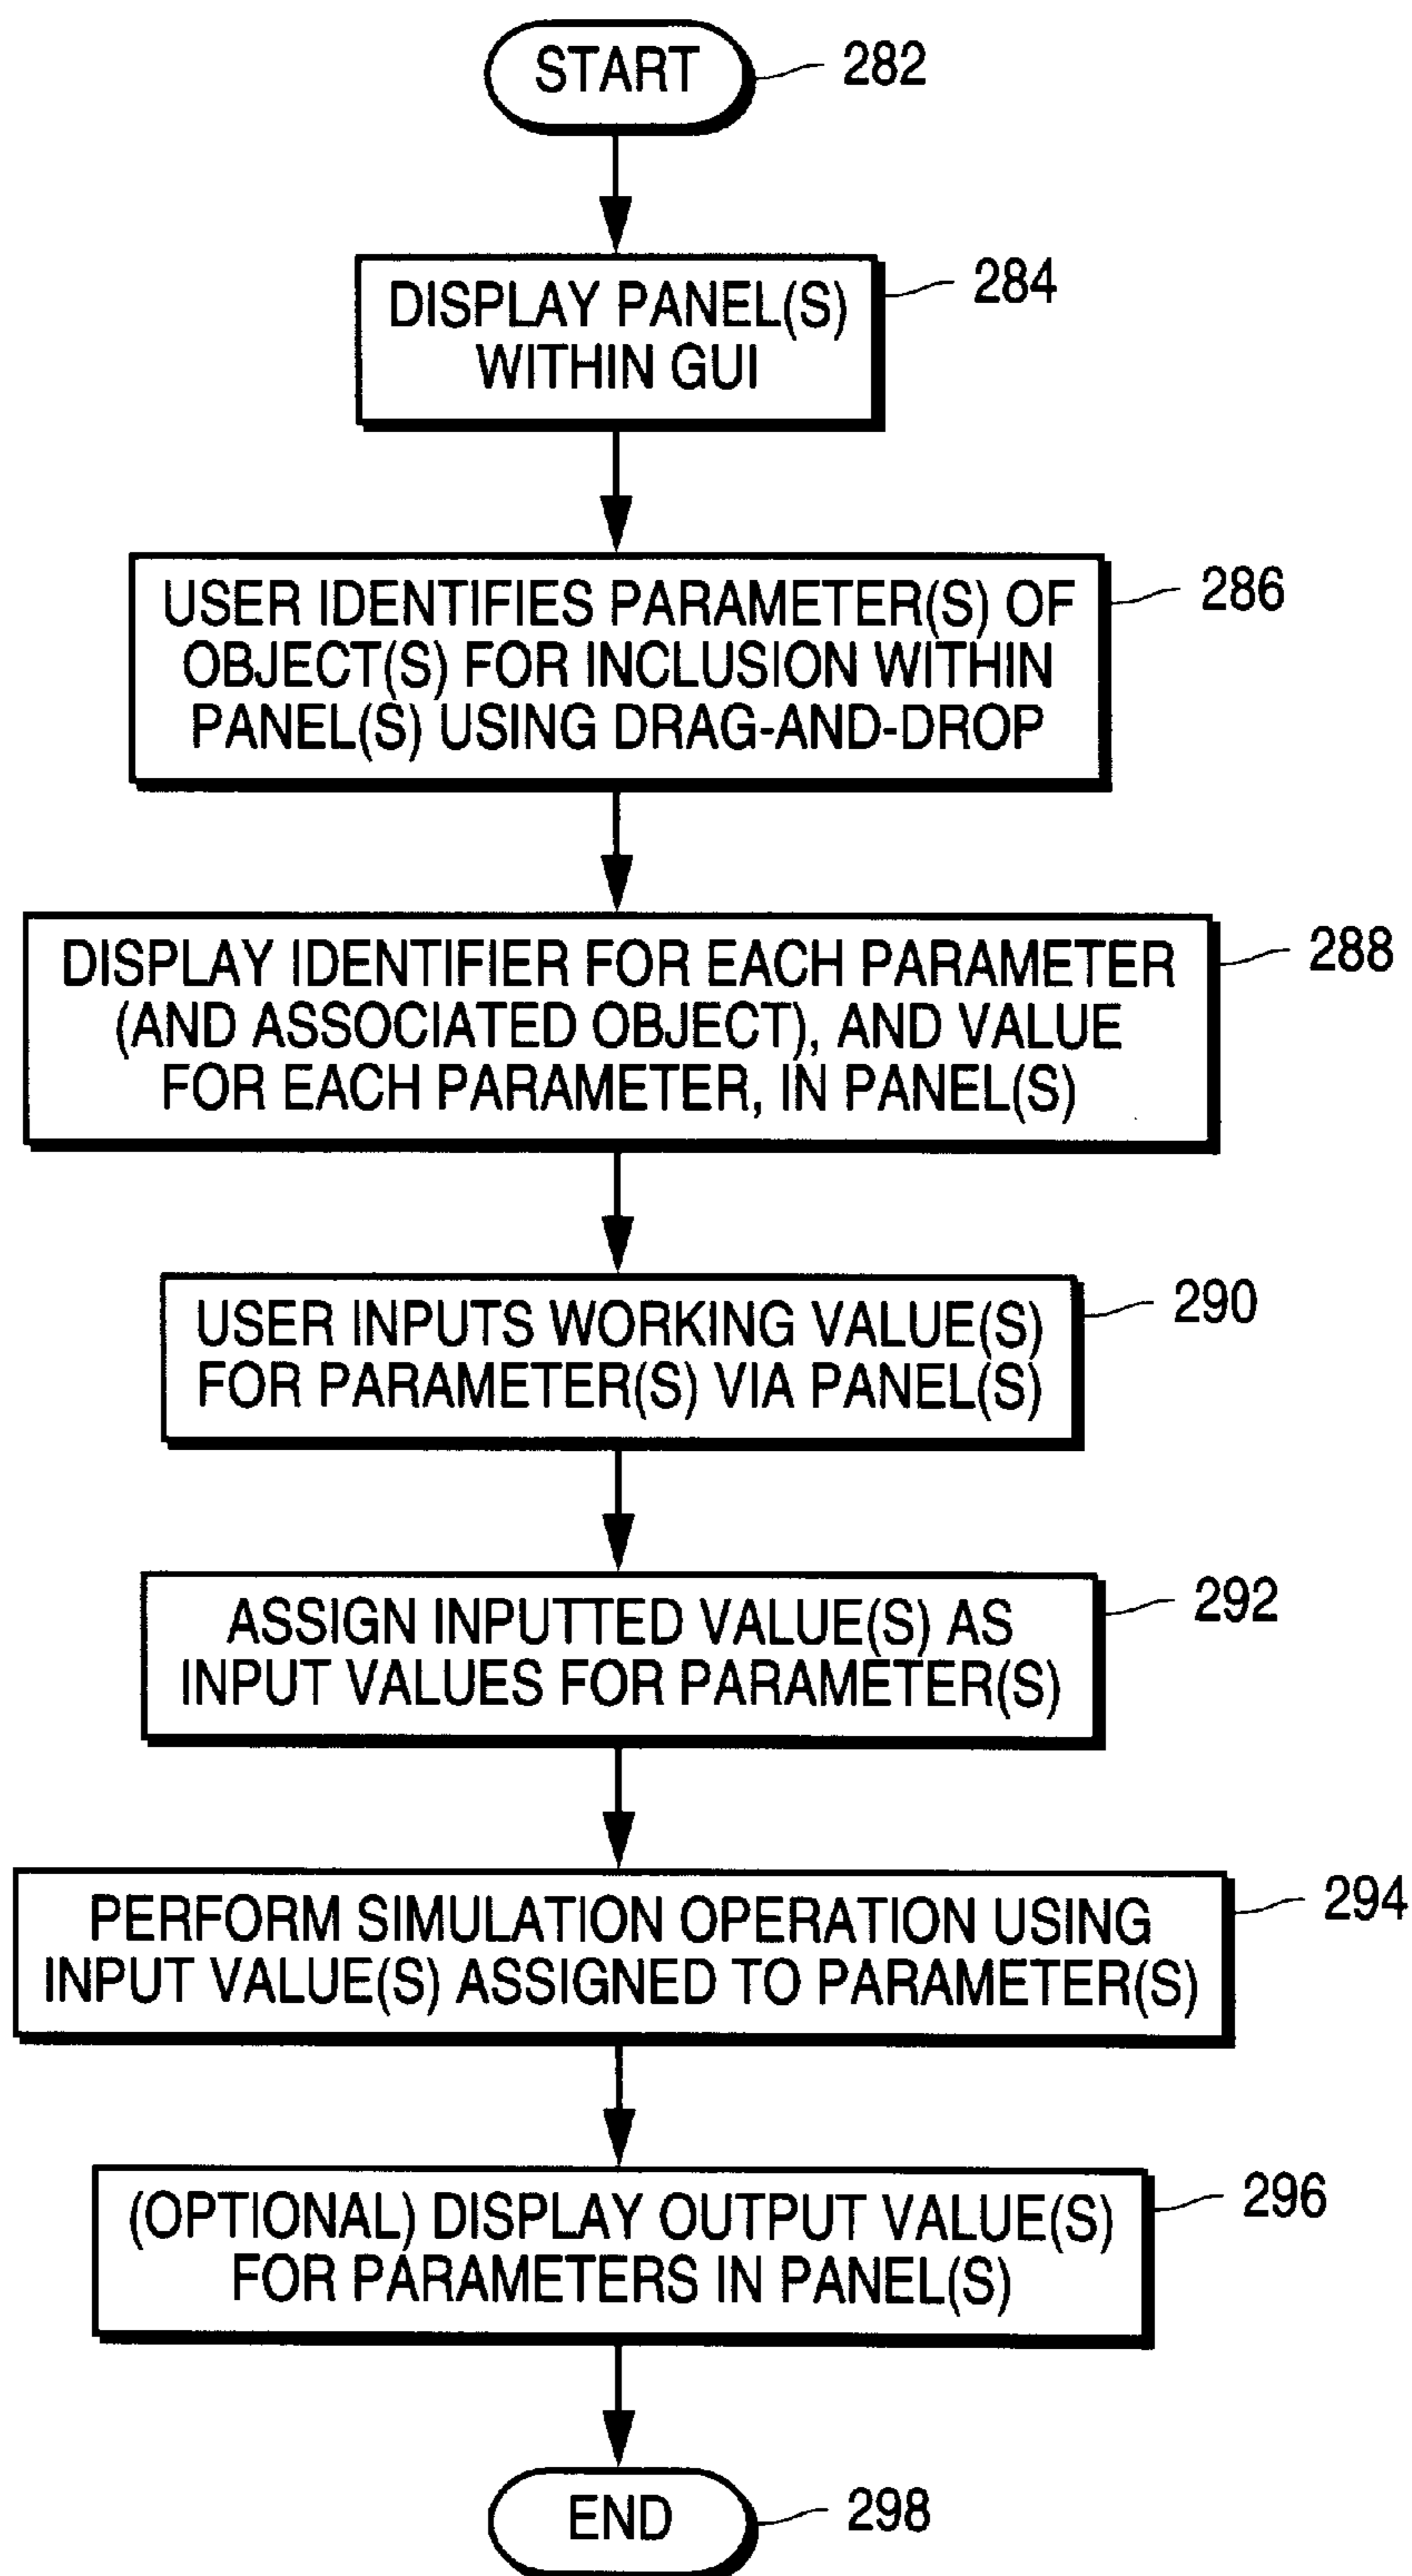 START
282
DISPLAY PANEL(S)
WITHIN GUI
284
USER IDENTIFIES PARAMETER(S) OF
OBJECT(S) FOR INCLUSION WITHIN
PANEL(S) USING DRAG-AND-DROP
286
DISPLAY IDENTIFIER FOR EACH PARAMETER
(AND ASSOCIATED OBJECT), AND VALUE
FOR EACH PARAMETER, IN PANEL(S)
288
USER INPUTS WORKING VALUE(S)
FOR PARAMETER(S) VIA PANEL(S)
290
ASSIGN INPUTTED VALUE(S) AS
INPUT VALUES FOR PARAMETER(S)
292
PERFORM SIMULATION OPERATION USING
INPUT VALUE(S) ASSIGNED TO PARAMETER(S)
294
(OPTIONAL) DISPLAY OUTPUT VALUE(S)
FOR PARAMETERS IN PANEL(S)
296
END
298